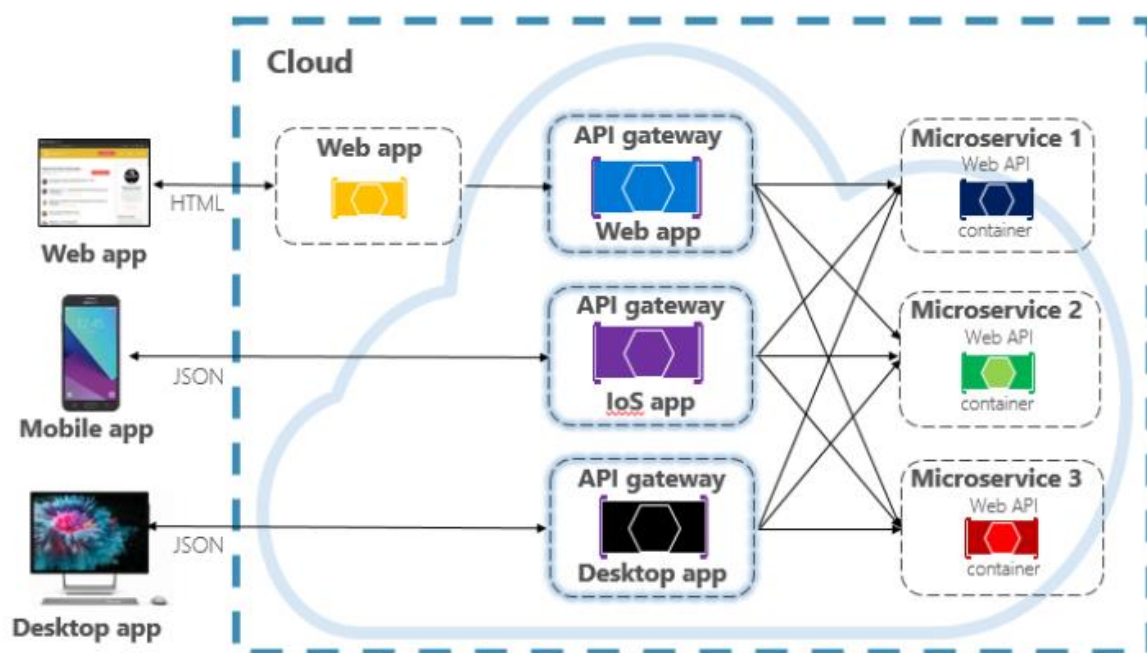 Cloud
Web app
HTML
Web app
API gateway
Web app
Microservice 1
Web API
container
Mobile app
JSON
API gateway
IoS app
Microservice 2
Web API
container
Desktop app
JSON
API gateway
Desktop app
Microservice 3
Web API
container